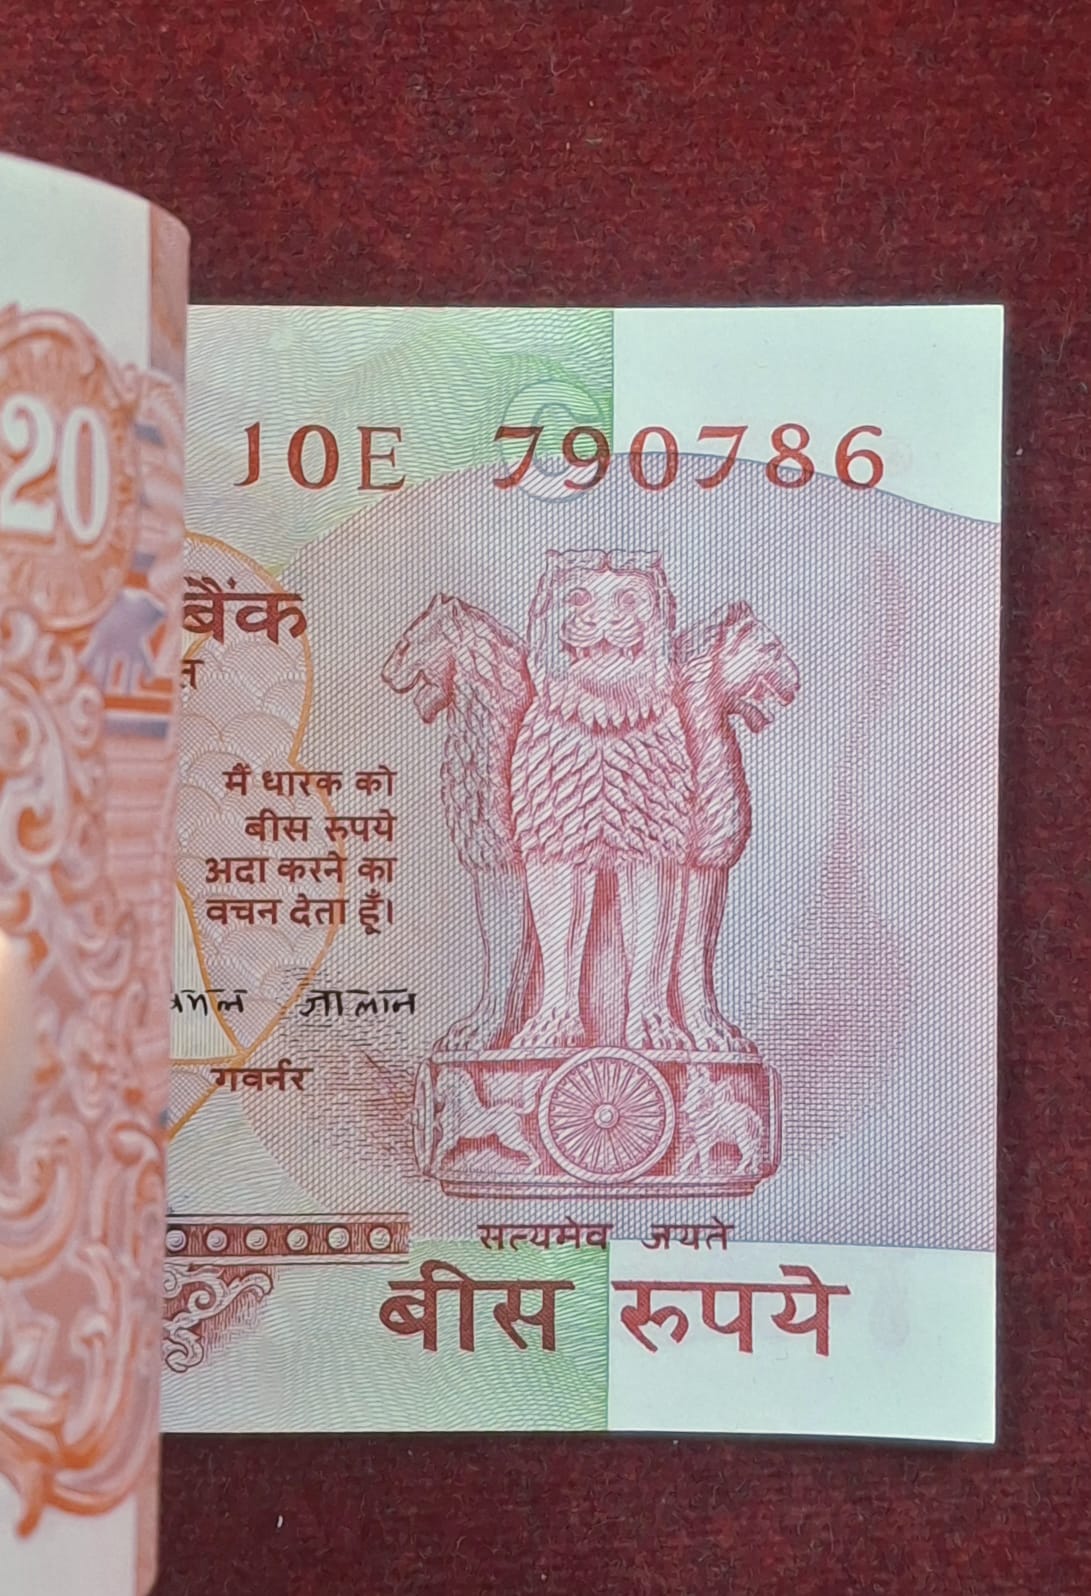 20
J0E 790786
बैंक
मैं धारक को
बीस रुपये
अदा करने का
वचन देता हूँ।
जालान
गवर्नर
सत्यमेव जयते
बीस रुपये